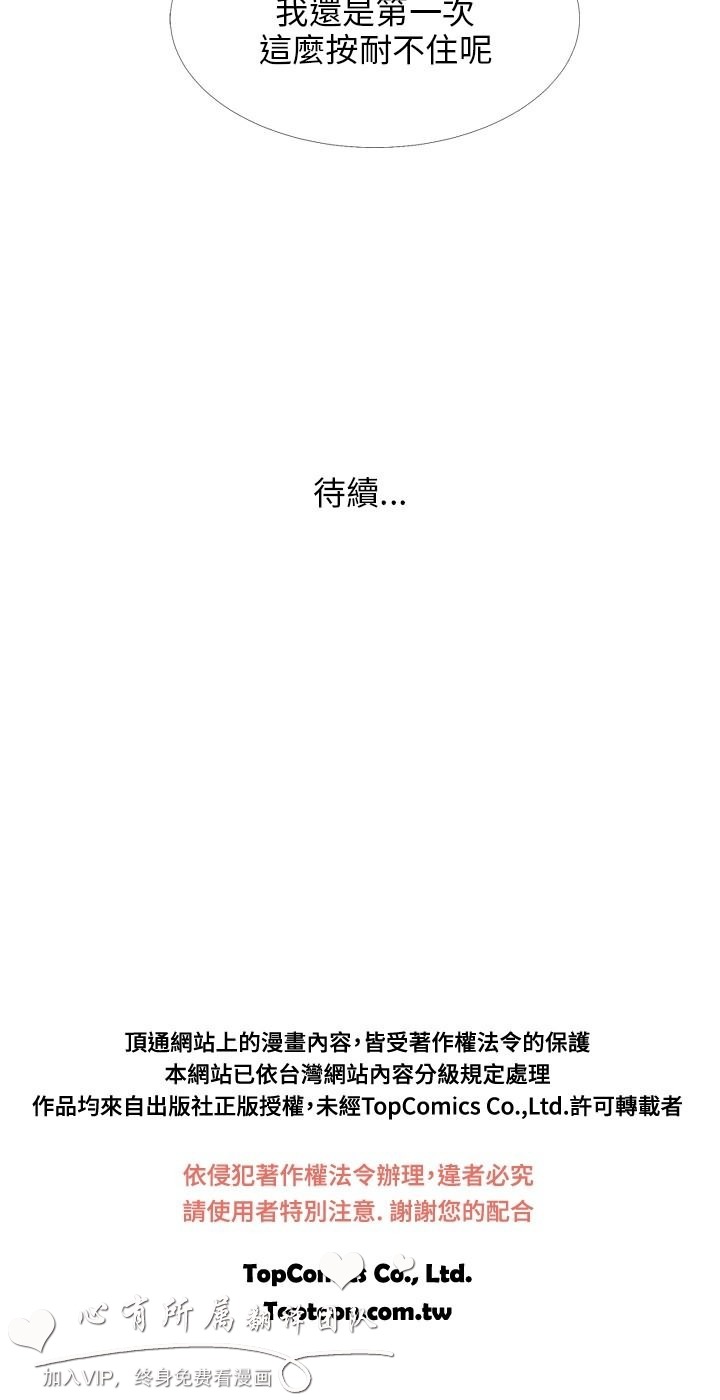 我還是第一次
這麼按耐不住呢
待續...
頂通網站上的漫畫內容，皆受著作權法令的保護
本網站已依台灣網站內容分級規定處理
作品均來自出版社正版授權，未經TopComics Co.,Ltd.許可轉載者
依侵犯著作權法令辦理，違者必究
請使用者特別注意. 謝謝您的配合
TopComics Co., Ltd.
Toptoon.com.tw
心有所属翻译团队
加入VIP，终身免费看漫画